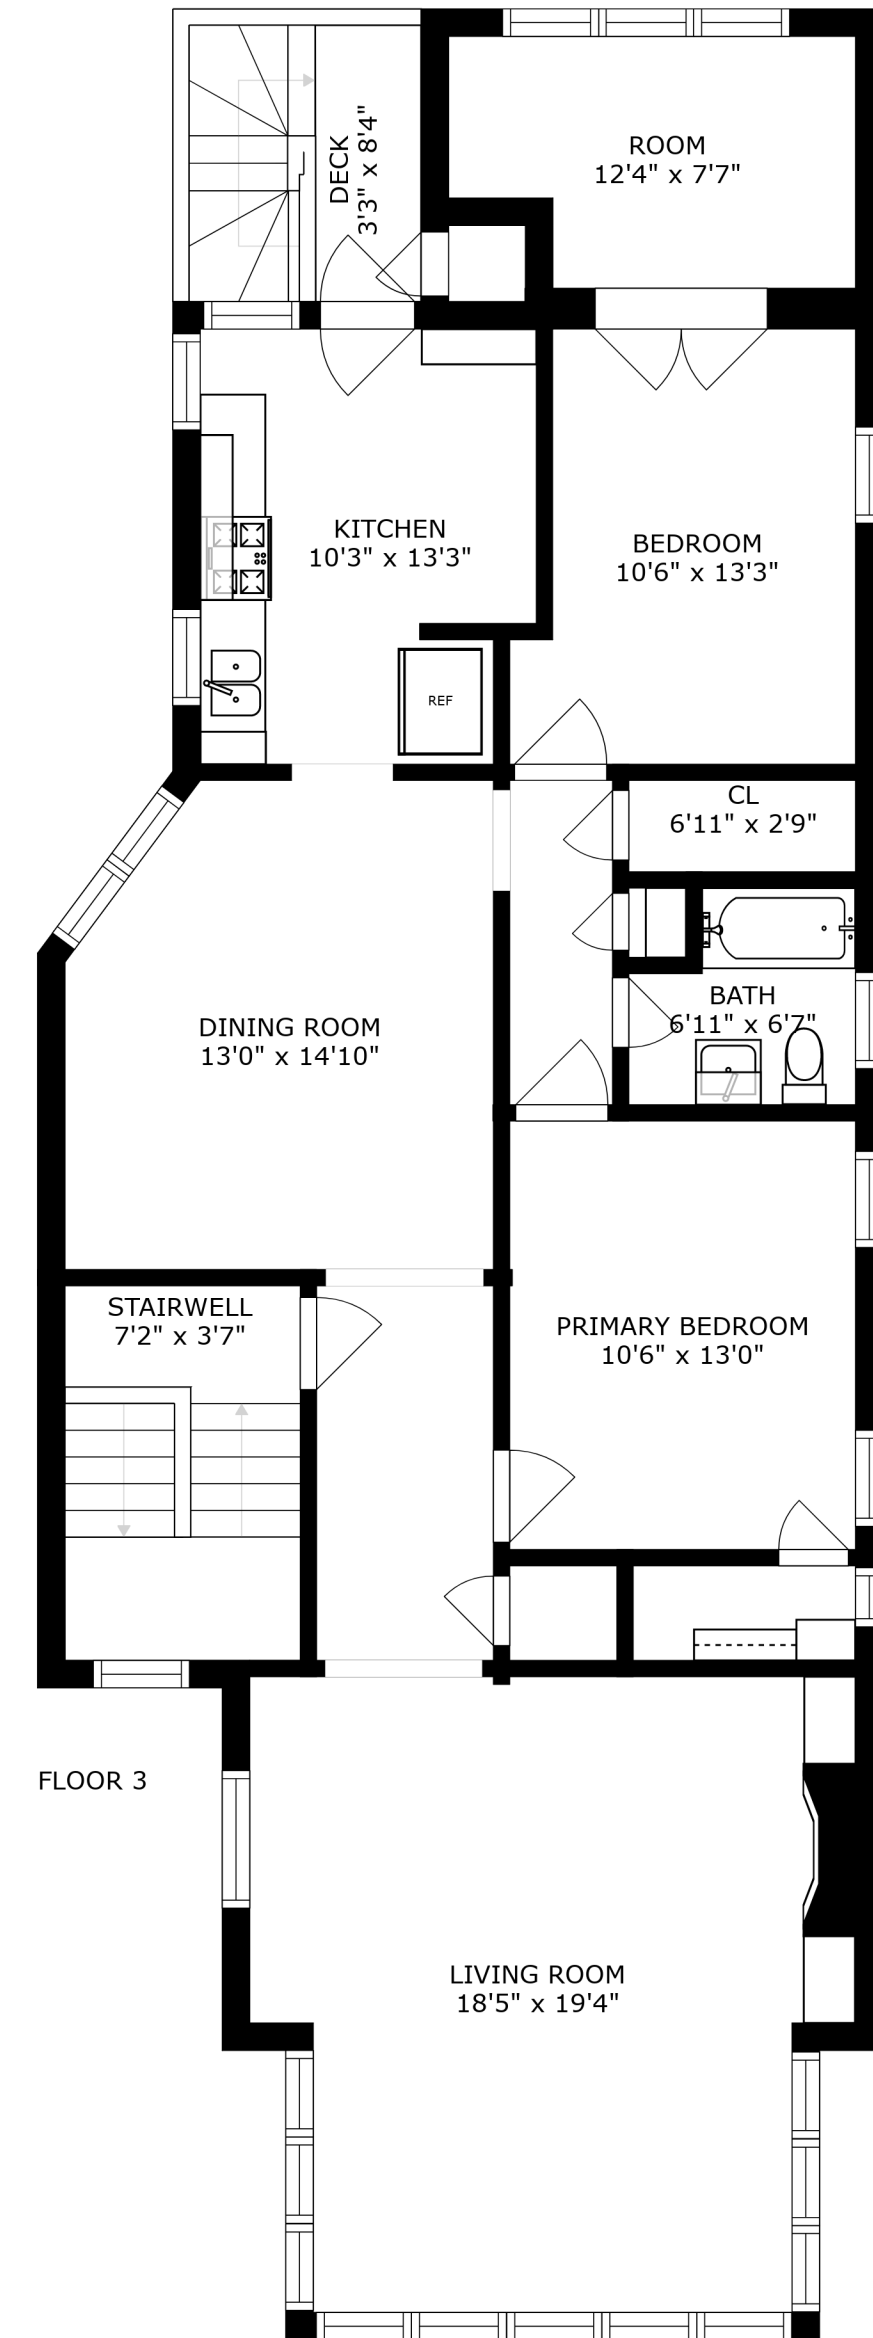 DECK
3'3" x 8'4"
ROOM
12'4" x 7'7"
KITCHEN
10'3" x 13'3"
BEDROOM
10'6" x 13'3"
REF
CL
6'11" x 2'9"
BATH
6'11" x 6'7"
DINING ROOM
13'0" x 14'10"
STAIRWELL
7'2" x 3'7"
PRIMARY BEDROOM
10'6" x 13'0"
FLOOR 3
LIVING ROOM
18'5" x 19'4"